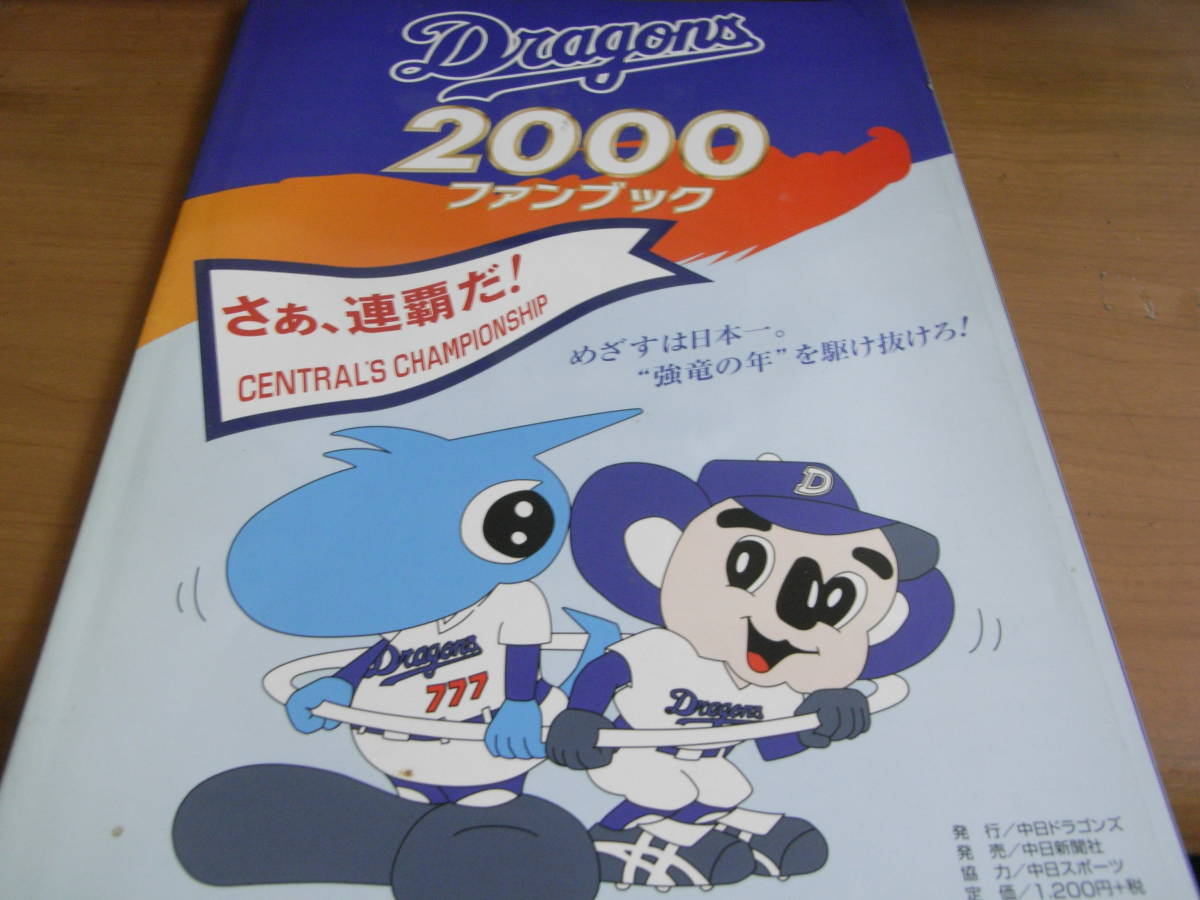 Dragons
2000
ファンブック
さぁ、連覇だ!
CENTRAL'S CHAMPIONSHIP
めざすは日本一。
“強竜の年”を駆け抜けろ!
D
Dragons
777
Dragons
発 行/中日ドラゴンズ
発 売/中日新聞社
協 力/中日スポーツ
定 価/1,200円+税